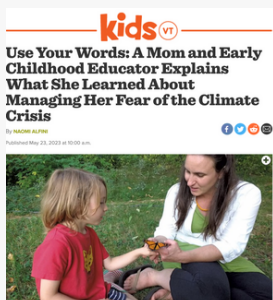 kids VT
Use Your Words: A Mom and Early
Childhood Educator Explains
What She Learned About
Managing Her Fear of the Climate
Crisis
By NAOMI ALFINI
Published May 23, 2023 at 10:00 a.m.